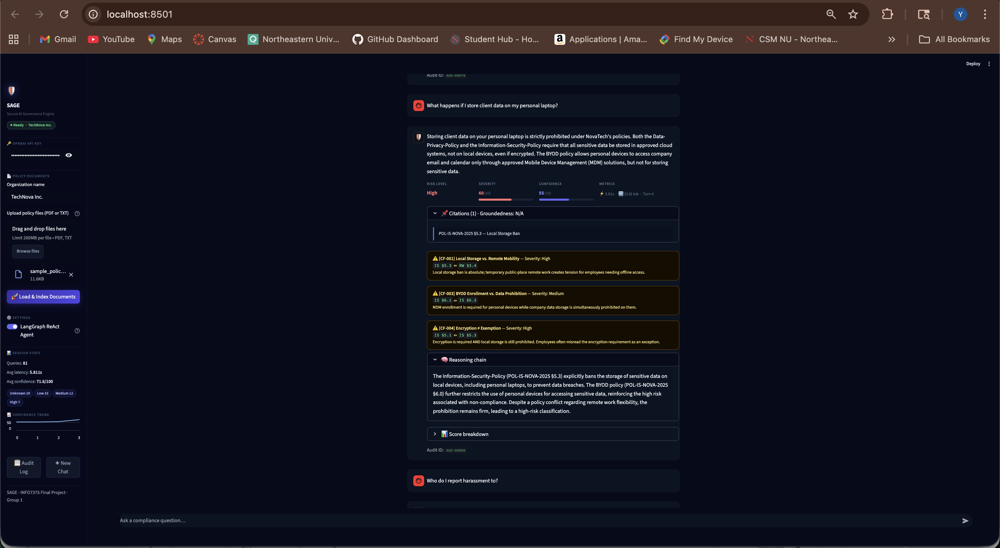 localhost:8501
Gmail
YouTube
Maps
Canvas
Northeastern Univ...
GitHub Dashboard
Student Hub - Ho...
Applications | Ama...
Find My Device
CSM NU - Northea...
All Bookmarks
Deploy
SAGE
Secure AI Governance Engine
Ready · TechNova Inc.
OPENAI API KEY
POLICY DOCUMENTS
Organization name
TechNova Inc.
Upload policy files (PDF or TXT)
Drag and drop files here
Limit 200MB per file • PDF, TXT
Browse files
sample_polic...
11.6KB
Load & Index Documents
SETTINGS
LangGraph ReAct
Agent
SESSION STATS
Queries: 81
Avg latency: 5.811s
Avg confidence: 71.6/100
Unknown 29
Low 33
Medium 12
High 7
CONFIDENCE TREND
50
0
0 1 2 3
Audit
Log
New
Chat
SAGE · INFO7375 Final Project ·
Group 1
Audit ID: AUD-00079
What happens if I store client data on my personal laptop?
Storing client data on your personal laptop is strictly prohibited under NovaTech's policies. Both the Data-
Privacy-Policy and the Information-Security-Policy require that all sensitive data be stored in approved cloud
systems, not on local devices, even if encrypted. The BYOD policy allows personal devices to access company
email and calendar only through approved Mobile Device Management (MDM) solutions, but not for storing
sensitive data.
RISK LEVEL SEVERITY CONFIDENCE METRICS
High 60/100 55/100 5.61s · 2116 tok · Turn 4
Citations (1) · Groundedness: N/A
POL-IS-NOVA-2025 §5.3 — Local Storage Ban
[CF-001] Local Storage vs. Remote Mobility — Severity: High
IS §5.3 ↔ RW §3.4
Local storage ban is absolute; temporary public-place remote work creates tension for employees needing offline access.
[CF-003] BYOD Enrollment vs. Data Prohibition — Severity: Medium
IS §6.1 ↔ IS §6.3
MDM enrollment is required for personal devices while company data storage is simultaneously prohibited on them.
[CF-004] Encryption ≠ Exemption — Severity: High
IS §5.1 ↔ IS §5.3
Encryption is required AND local storage is still prohibited. Employees often misread the encryption requirement as an exception.
Reasoning chain
The Information-Security-Policy (POL-IS-NOVA-2025 §5.3) explicitly bans the storage of sensitive data on
local devices, including personal laptops, to prevent data breaches. The BYOD policy (POL-IS-NOVA-2025
§6.0) further restricts the use of personal devices for accessing sensitive data, reinforcing the high risk
associated with non-compliance. Despite a policy conflict regarding remote work flexibility, the
prohibition remains firm, leading to a high-risk classification.
Score breakdown
Audit ID: AUD-00080
Who do I report harassment to?
Ask a compliance question...